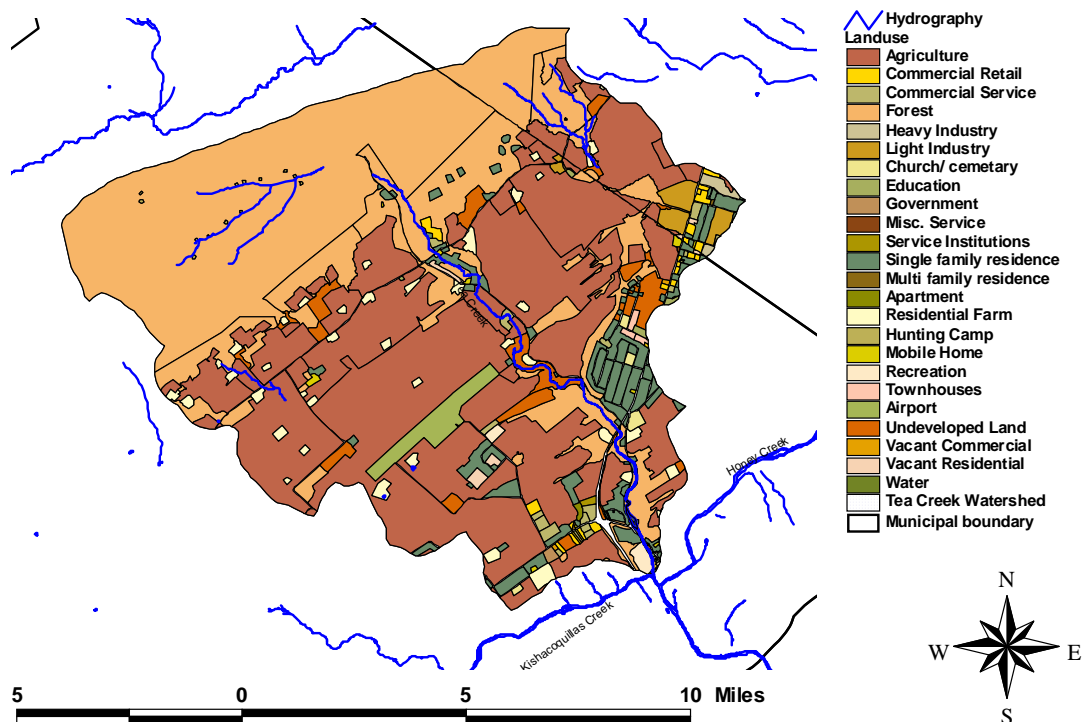 Hydrography
Landuse
Agriculture
Commercial Retail
Commercial Service
Forest
Heavy Industry
Light Industry
Church/ cemetary
Education
Government
Misc. Service
Service Institutions
Single family residence
Multi family residence
Apartment
Residential Farm
Hunting Camp
Mobile Home
Recreation
Townhouses
Airport
Undeveloped Land
Vacant Commercial
Vacant Residential
Water
Tea Creek Watershed
Municipal boundary
Creek
Honey Creek
Kishacoquillas Creek
N
W E
S
5 0 5 10 Miles